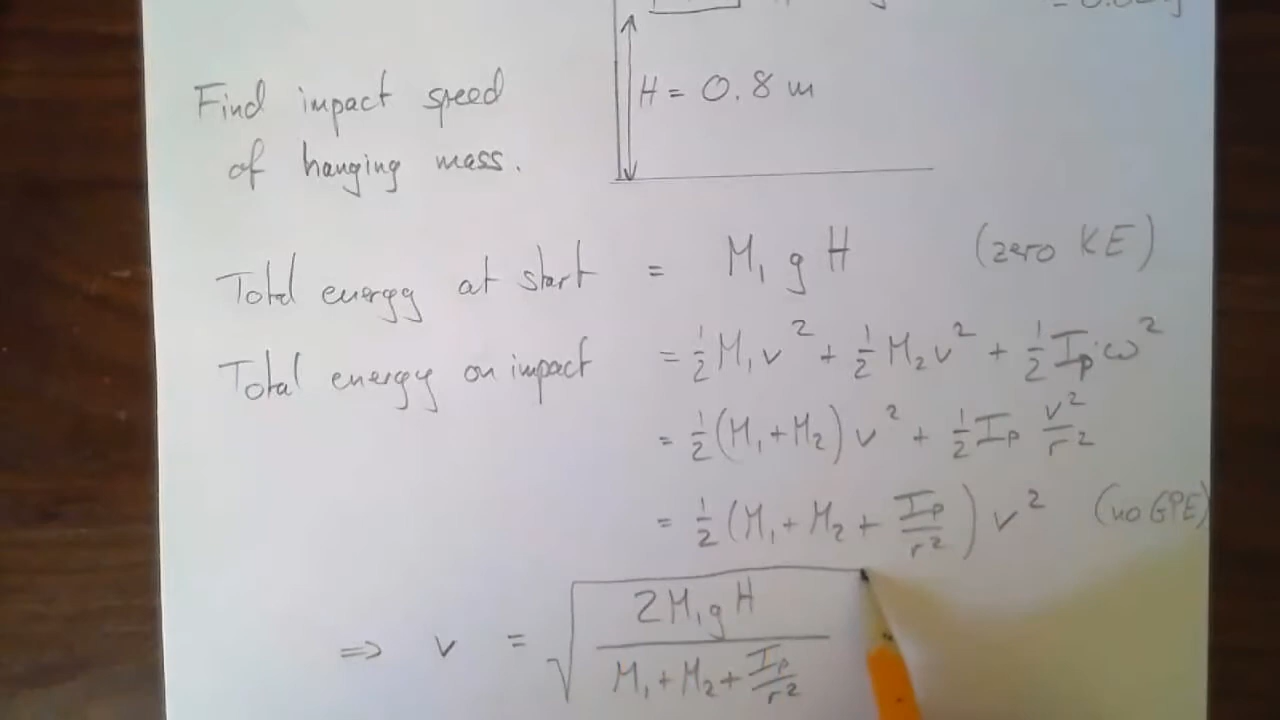 H = 0.8 m
Find impact speed
of hanging mass.
Total energy at start = M₁ g H (zero KE)
Total energy on impact = ½ M₁ v² + ½ M₂ v² + ½ Iₚ ω²
= ½ (M₁ + M₂) v² + ½ Iₚ v²/r²
= ½ (M₁ + M₂ + Iₚ/r²) v² (no GPE)
⇒ v = √(2M₁gH / (M₁ + M₂ + Iₚ/r²))